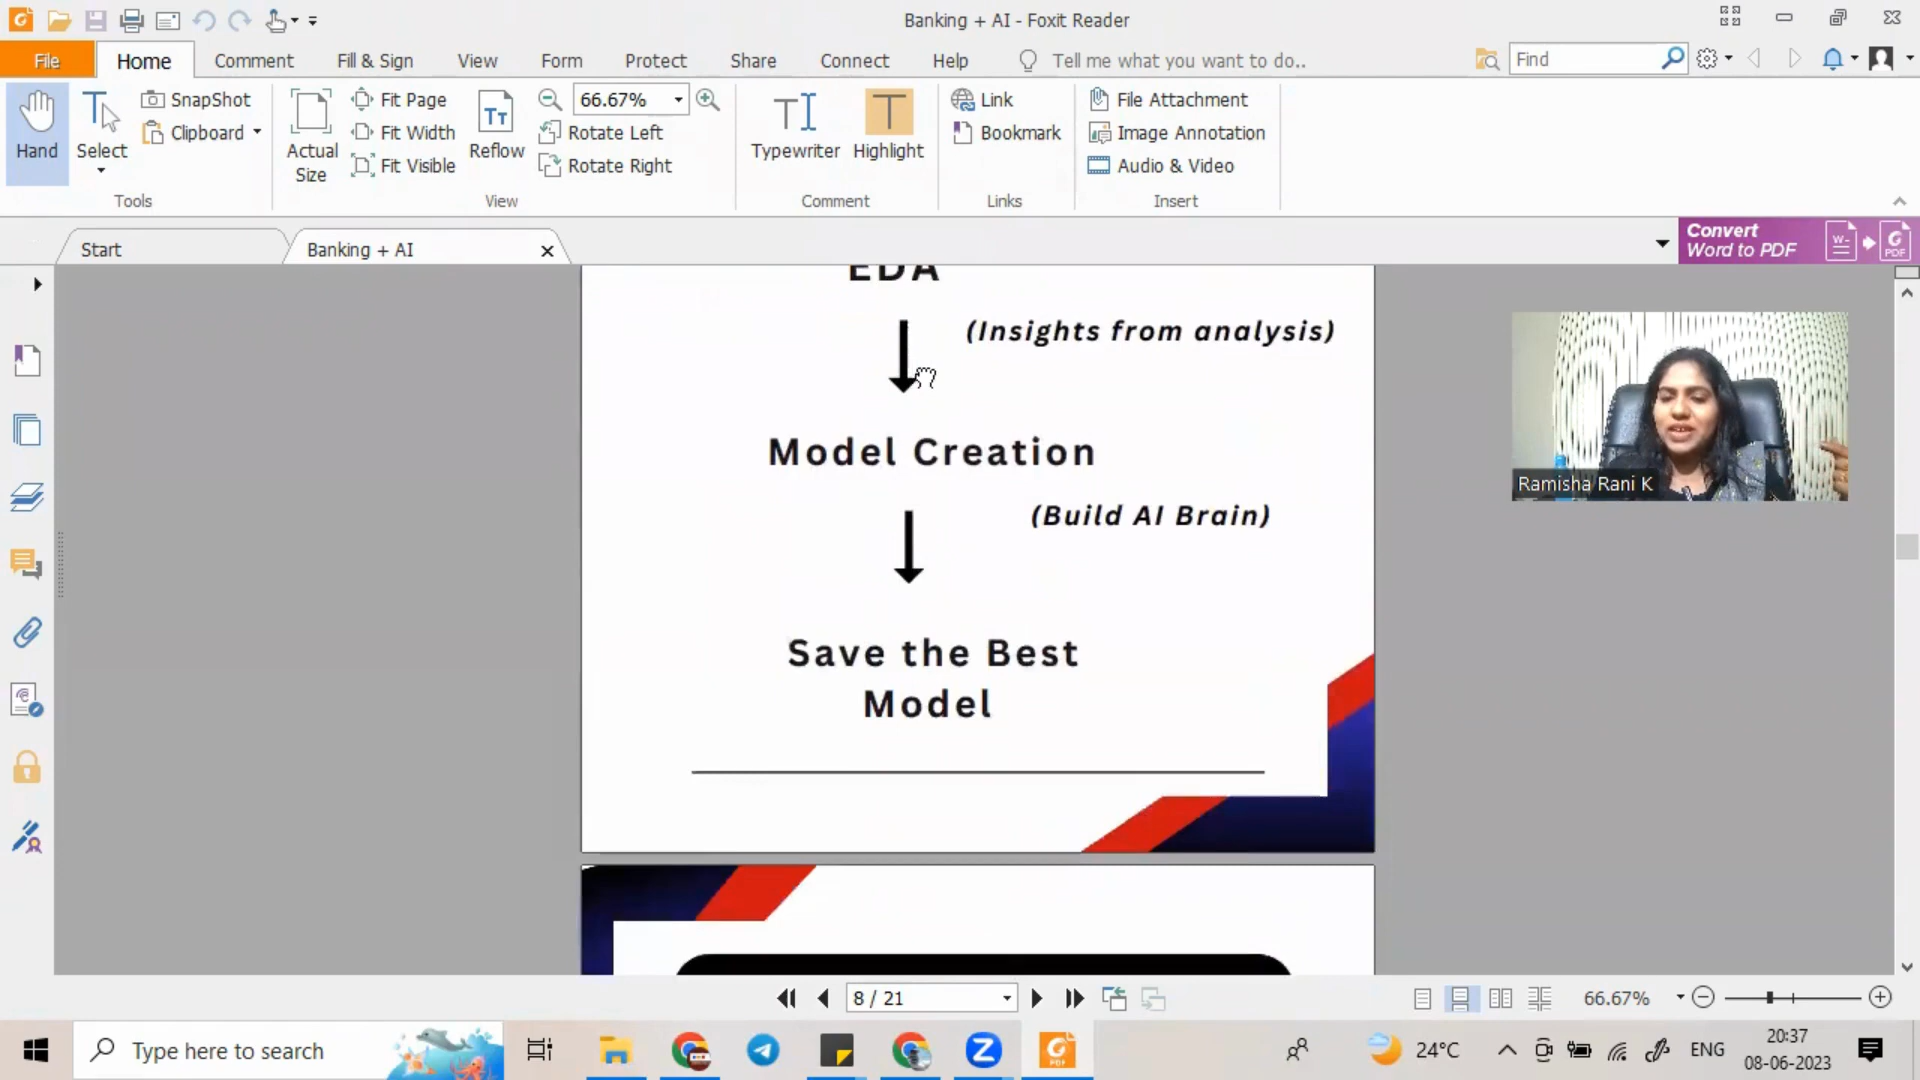 Banking + AI - Foxit Reader
File Home Comment Fill & Sign View Form Protect Share Connect Help Tell me what you want to do.. Find
Hand
Select
SnapShot
Clipboard
Tools
Actual
Size
Fit Page
Fit Width
Fit Visible
Reflow
66.67%
Rotate Left
Rotate Right
View
Typewriter
Highlight
Comment
Link
Bookmark
Links
File Attachment
Image Annotation
Audio & Video
Insert
Start
Banking + AI
Convert
Word to PDF
EDA
(Insights from analysis)
Model Creation
(Build AI Brain)
Save the Best
Model
Ramisha Rani K
8 / 21
66.67%
Type here to search
24°C
ENG
20:37
08-06-2023